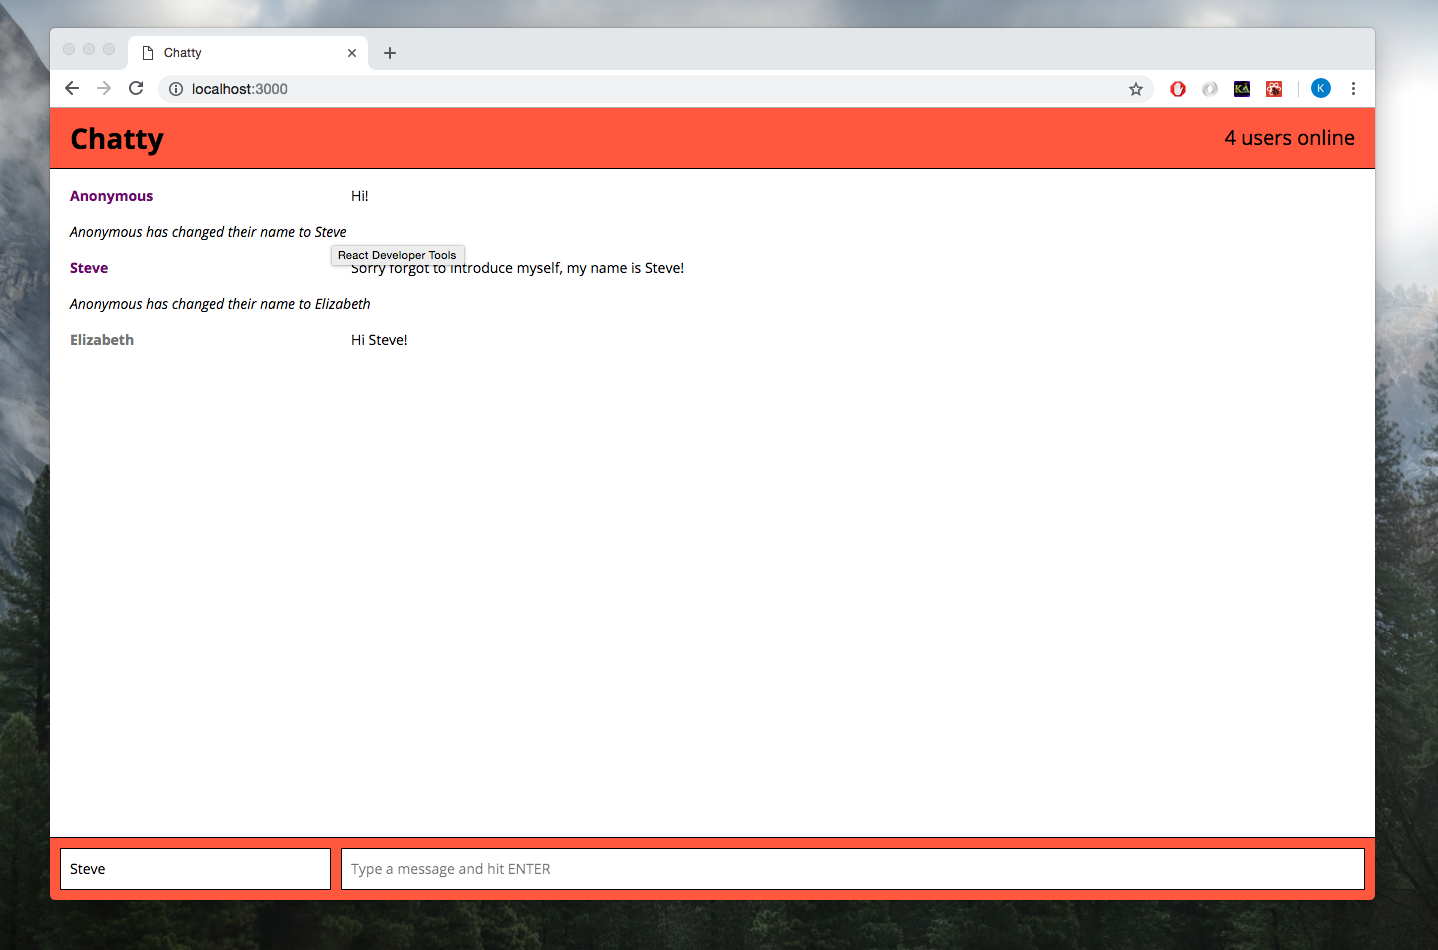 Chatty
localhost:3000
K
Chatty
4 users online
Anonymous Hi!
Anonymous has changed their name to Steve
React Developer Tools
Steve Sorry forgot to introduce myself, my name is Steve!
Anonymous has changed their name to Elizabeth
Elizabeth Hi Steve!
Steve
Type a message and hit ENTER